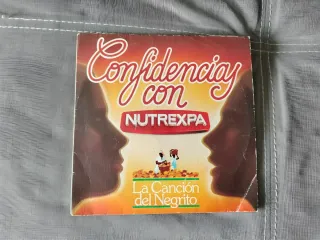 Confidencias
con
NUTREXPA
La Canción
del Negrito